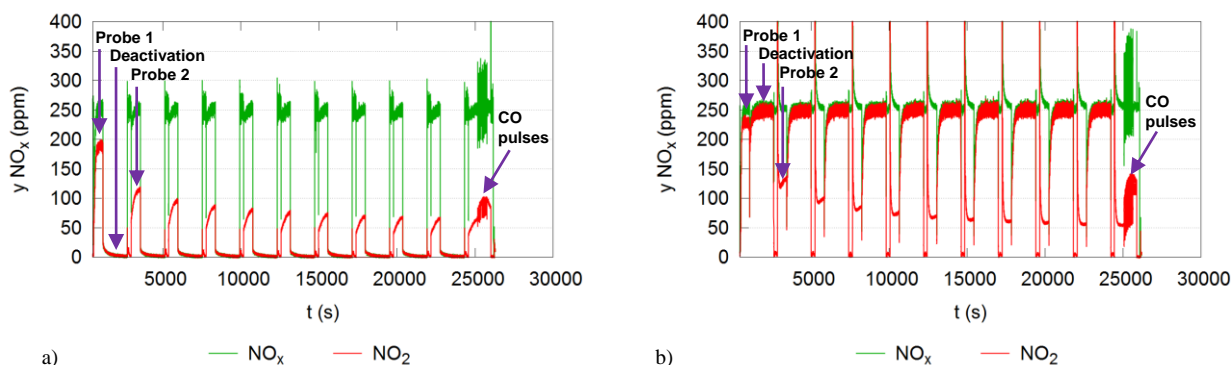 400
350
300
250
200
150
100
50
0
y NOx (ppm)
Probe 1
Deactivation
Probe 2
CO
pulses
5000 10000 15000 20000 25000 30000
t (s)
a)
NOx NO2
400
350
300
250
200
150
100
50
0
y NOx (ppm)
Probe 1
Deactivation
Probe 2
CO
pulses
5000 10000 15000 20000 25000 30000
t (s)
b)
NOx NO2